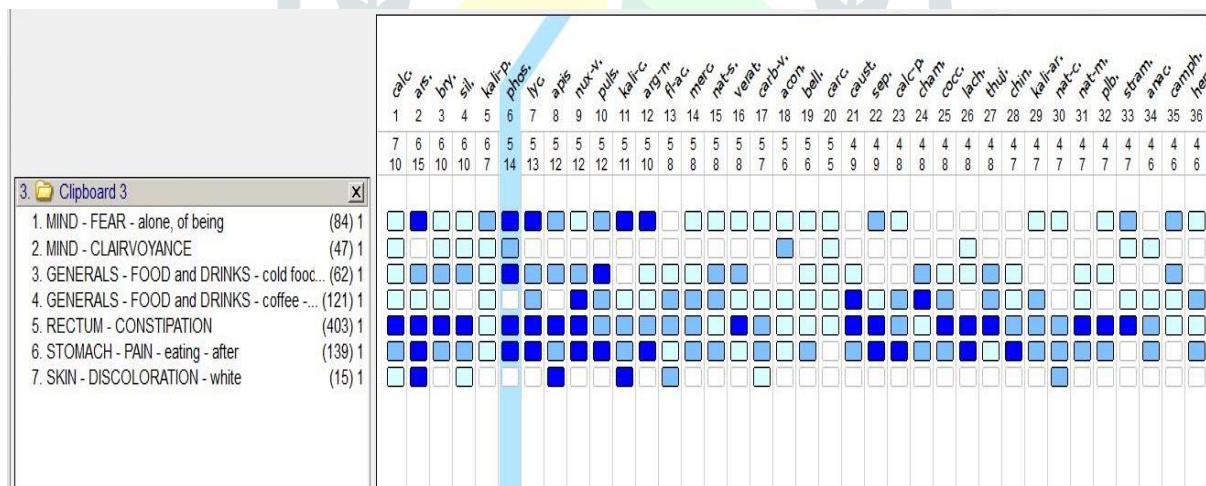 calc. ars. bry. sil. kali-p. phos. lyc. apis nux-v. puls. kali-c. arg-n. fl-ac. merc. nat-s. verat. carb-v. acon. bell. carc. caust. sep. calc-p. cham. cocc. lach. thuj. chin. kali-ar. nat-c. nat-m. plb. stram. anac. camph.
1 2 3 4 5 6 7 8 9 10 11 12 13 14 15 16 17 18 19 20 21 22 23 24 25 26 27 28 29 30 31 32 33 34 35 36
7 6 6 6 6 5 5 5 5 5 5 5 5 5 5 5 5 5 5 5 4 4 4 4 4 4 4 4 4 4 4 4 4 4 4 4
10 15 10 10 7 14 13 12 12 12 11 10 8 8 8 8 7 6 6 5 9 9 8 8 8 8 8 7 7 7 7 7 7 6 6 6
3. Clipboard 3 X
1. MIND - FEAR - alone, of being (84) 1
2. MIND - CLAIRVOYANCE (47) 1
3. GENERALS - FOOD and DRINKS - cold food... (62) 1
4. GENERALS - FOOD and DRINKS - coffee -... (121) 1
5. RECTUM - CONSTIPATION (403) 1
6. STOMACH - PAIN - eating - after (139) 1
7. SKIN - DISCOLORATION - white (15) 1